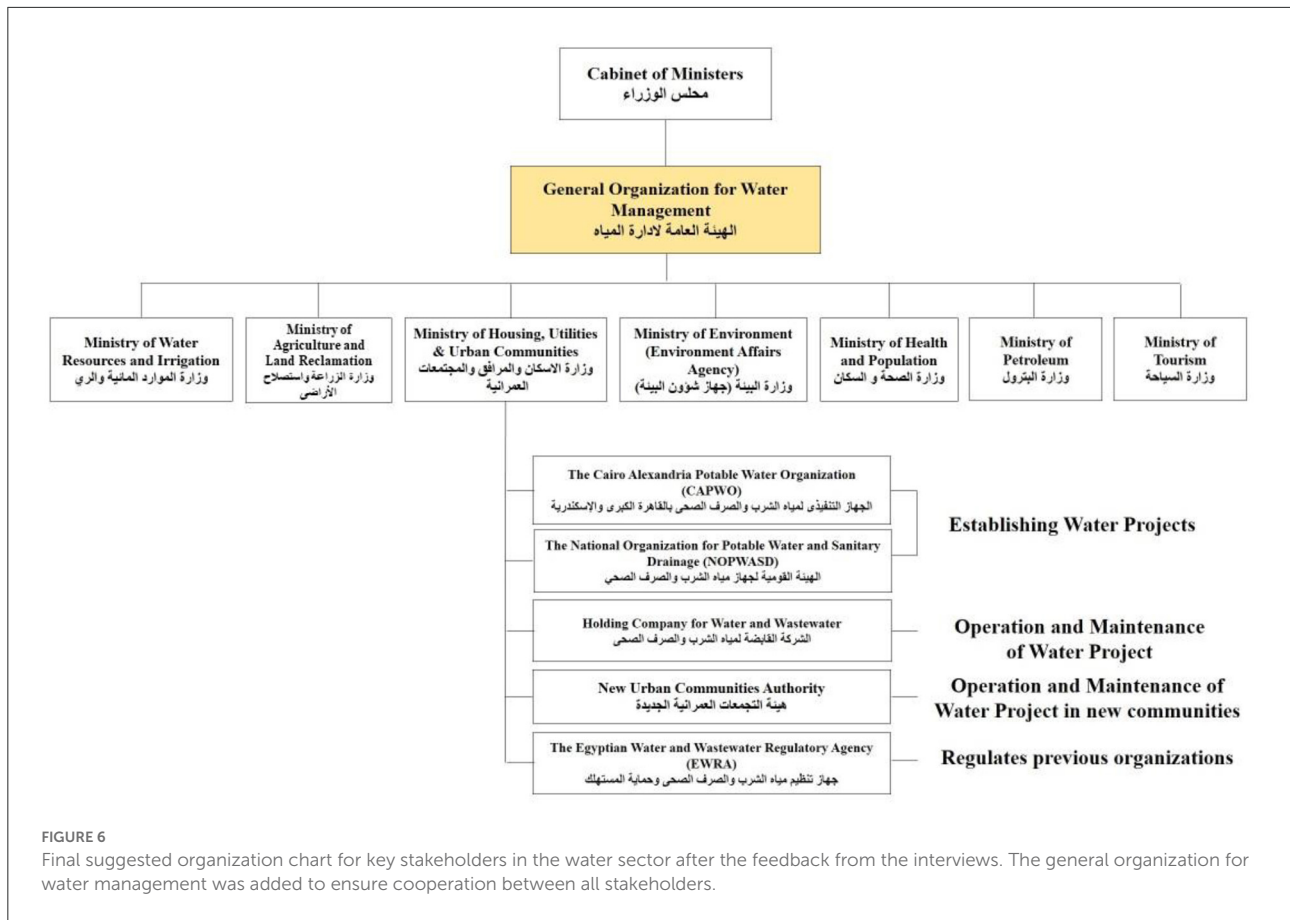 Cabinet of Ministers
مجلس الوزراء
General Organization for Water
Management
الهيئة العامة لادارة المياه
Ministry of Water
Resources and Irrigation
وزارة الموارد المائية والري
Ministry of
Agriculture and
Land Reclamation
وزارة الزراعة واستصلاح
الأراضى
Ministry of Housing, Utilities
& Urban Communities
وزارة الاسكان والمرافق والمجتمعات
العمرانية
Ministry of Environment
(Environment Affairs
Agency)
وزارة البيئة (جهاز شؤون البيئة)
Ministry of Health
and Population
وزارة الصحة و السكان
Ministry of
Petroleum
وزارة البترول
Ministry of
Tourism
وزارة السياحة
The Cairo Alexandria Potable Water Organization
(CAPWO)
الجهاز التنفيذى لمياه الشرب والصرف الصحى بالقاهرة الكبرى والإسكندرية
The National Organization for Potable Water and Sanitary
Drainage (NOPWASD)
الهيئة القومية لجهاز مياه الشرب والصرف الصحي
Establishing Water Projects
Holding Company for Water and Wastewater
الشركة القابضة لمياه الشرب والصرف الصحى
Operation and Maintenance
of Water Project
New Urban Communities Authority
هيئة التجمعات العمرانية الجديدة
Operation and Maintenance of
Water Project in new communities
The Egyptian Water and Wastewater Regulatory Agency
(EWRA)
جهاز تنظيم مياه الشرب والصرف الصحى وحماية المستهلك
Regulates previous organizations
FIGURE 6
Final suggested organization chart for key stakeholders in the water sector after the feedback from the interviews. The general organization for
water management was added to ensure cooperation between all stakeholders.